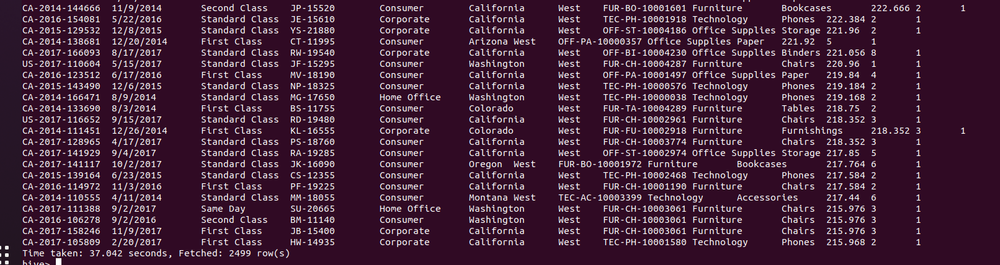 CA-2014-144666 11/9/2014 Second Class JP-15520 Consumer California West FUR-BO-10001601 Furniture Bookcases 222.666 2 1
CA-2016-154081 5/22/2016 Standard Class JE-15610 Corporate California West TEC-PH-10001918 Technology Phones 222.384 2 1
CA-2015-129532 12/8/2015 Standard Class YS-21880 Corporate California West OFF-ST-10004186 Office Supplies Storage 221.96 2 1
CA-2014-138681 12/20/2014 First Class CT-11995 Consumer Arizona West OFF-PA-10000357 Office Supplies Paper 221.92 5 1
CA-2017-166093 8/17/2017 Standard Class RW-19540 Corporate California West OFF-BI-10004230 Office Supplies Binders 221.056 8 1
US-2017-110604 5/15/2017 Standard Class JF-15295 Consumer Washington West FUR-CH-10004287 Furniture Chairs 220.96 1 1
CA-2016-123512 6/17/2016 First Class MV-18190 Consumer California West OFF-PA-10001497 Office Supplies Paper 219.84 4 1
CA-2015-143490 12/6/2015 Standard Class NP-18325 Consumer California West TEC-PH-10000576 Technology Phones 219.184 2 1
CA-2014-166471 8/9/2014 Standard Class MG-17650 Home Office Washington West TEC-PH-10000038 Technology Phones 219.168 2 1
CA-2014-133690 8/3/2014 First Class BS-11755 Consumer Colorado West FUR-TA-10004289 Furniture Tables 218.75 2 1
US-2017-116652 9/15/2017 Standard Class RD-19480 Consumer California West FUR-CH-10002961 Furniture Chairs 218.352 3 1
CA-2014-111451 12/26/2014 First Class KL-16555 Corporate Colorado West FUR-FU-10002918 Furniture Furnishings 218.352 3 1
CA-2017-128965 4/17/2017 Standard Class PS-18760 Consumer California West FUR-CH-10003774 Furniture Chairs 218.352 3 1
CA-2017-141929 9/4/2017 Standard Class RA-19285 Consumer California West OFF-ST-10002974 Office Supplies Storage 217.85 5 1
CA-2017-141117 10/2/2017 Standard Class JK-16090 Consumer Oregon West FUR-BO-10001972 Furniture Bookcases 217.764 6 1
CA-2015-139164 6/23/2015 Standard Class CS-12355 Consumer California West TEC-PH-10002468 Technology Phones 217.584 2 1
CA-2016-114972 11/3/2016 First Class PF-19225 Consumer California West FUR-CH-10001190 Furniture Chairs 217.584 2 1
CA-2014-110555 4/11/2014 Standard Class MM-18055 Consumer Montana West TEC-AC-10003399 Technology Accessories 217.44 6 1
CA-2017-111388 9/2/2017 Same Day SU-20665 Home Office Washington West FUR-CH-10003061 Furniture Chairs 215.976 3 1
CA-2016-106278 9/2/2016 Second Class BM-11140 Consumer Washington West FUR-CH-10003061 Furniture Chairs 215.976 3 1
CA-2017-158246 11/9/2017 First Class JB-15400 Corporate California West FUR-CH-10003061 Furniture Chairs 215.976 3 1
CA-2017-105809 2/20/2017 First Class HW-14935 Corporate California West TEC-PH-10001580 Technology Phones 215.968 2 1
Time taken: 37.042 seconds, Fetched: 2499 row(s)
hive>